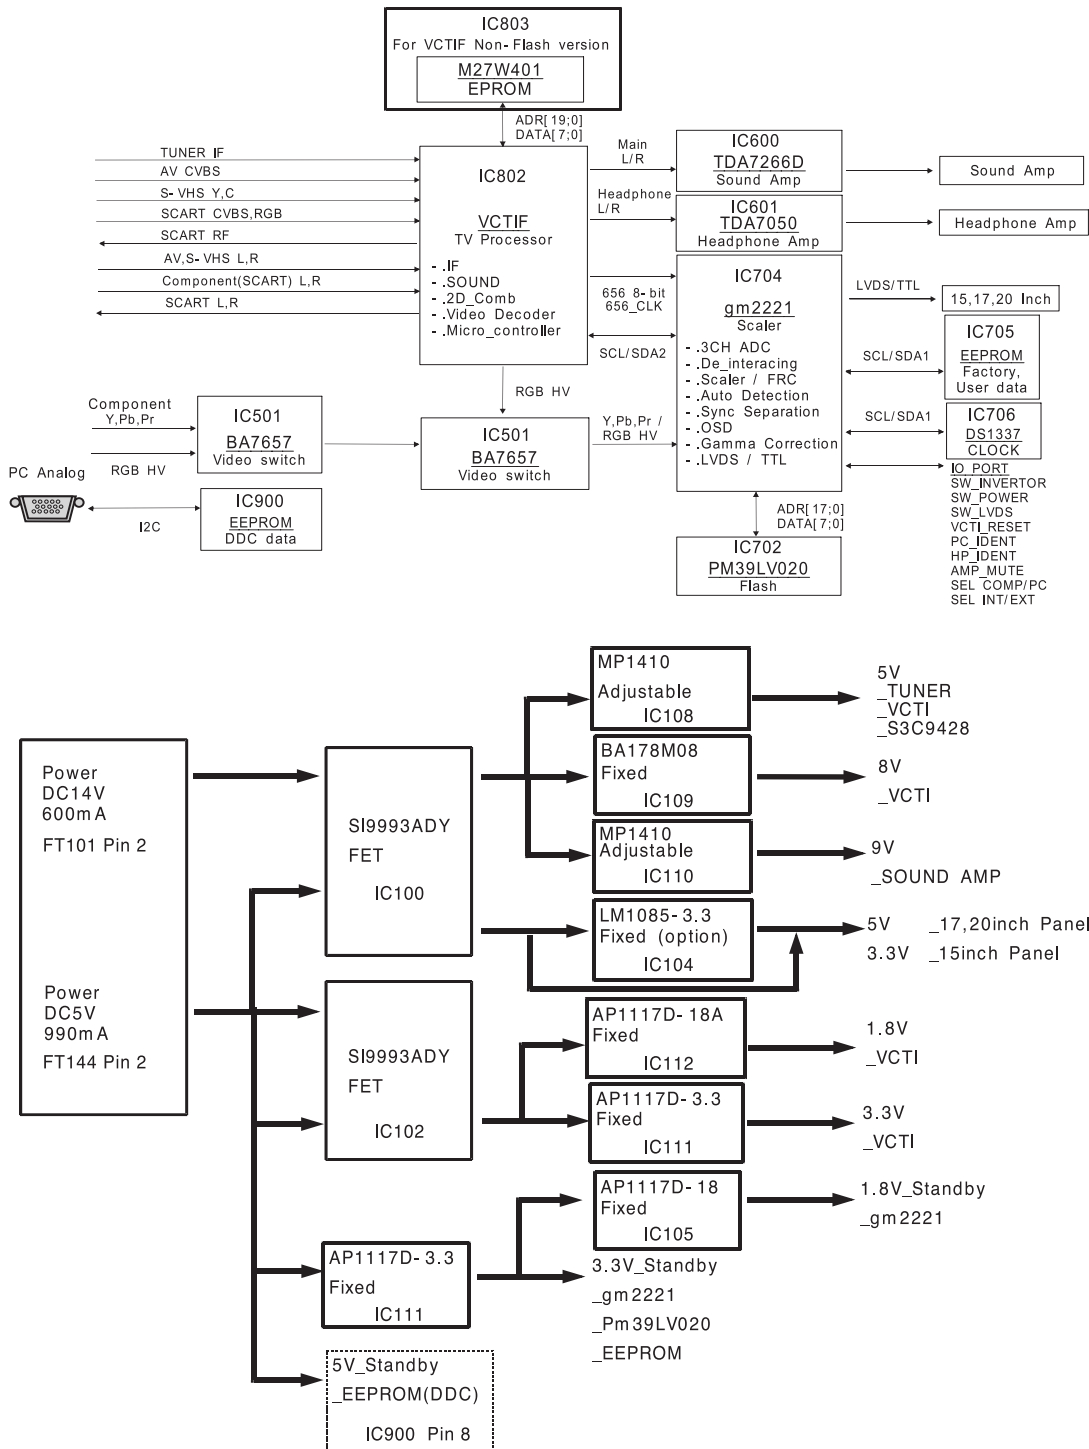 IC803
For VCTIF Non-Flash version
M27W401
EPROM
ADR[19;0]
DATA[7;0]
TUNER IF
AV CVBS
S-VHS Y,C
SCART CVBS,RGB
SCART RF
AV,S-VHS L,R
Component(SCART) L,R
SCART L,R
IC802
VCTIF
TV Processor
- .IF
- .SOUND
- .2D_Comb
- .Video Decoder
- .Micro_controller
Main
L/R
Headphone
L/R
656 8-bit
656_CLK
SCL/SDA2
RGB HV
IC600
TDA7266D
Sound Amp
Sound Amp
IC601
TDA7050
Headphone Amp
Headphone Amp
IC704
gm2221
Scaler
- .3CH ADC
- .De_interacing
- .Scaler / FRC
- .Auto Detection
- .Sync Separation
- .OSD
- .Gamma Correction
- .LVDS / TTL
LVDS/TTL
15,17,20 Inch
SCL/SDA1
IC705
EEPROM
Factory,
User data
SCL/SDA1
IC706
DS1337
CLOCK
IO_PORT
SW_INVERTOR
SW_POWER
SW_LVDS
VCTI_RESET
PC_IDENT
HP_IDENT
AMP_MUTE
SEL COMP/PC
SEL INT/EXT
Component
Y,Pb,Pr
RGB HV
IC501
BA7657
Video switch
IC501
BA7657
Video switch
Y,Pb,Pr /
RGB HV
PC Analog
I2C
IC900
EEPROM
DDC data
ADR[17;0]
DATA[7;0]
IC702
PM39LV020
Flash
Power
DC14V
600mA
FT101 Pin 2
Power
DC5V
990mA
FT144 Pin 2
SI9993ADY
FET
IC100
SI9993ADY
FET
IC102
MP1410
Adjustable
IC108
5V
_TUNER
_VCTI
_S3C9428
BA178M08
Fixed
IC109
8V
_VCTI
MP1410
Adjustable
IC110
9V
_SOUND AMP
LM1085-3.3
Fixed (option)
IC104
5V _17,20inch Panel
3.3V _15inch Panel
AP1117D-18A
Fixed
IC112
1.8V
_VCTI
AP1117D-3.3
Fixed
IC111
3.3V
_VCTI
AP1117D-18
Fixed
IC105
1.8V_Standby
_gm2221
AP1117D-3.3
Fixed
IC111
3.3V_Standby
_gm2221
_Pm39LV020
_EEPROM
5V_Standby
_EEPROM(DDC)
IC900 Pin 8